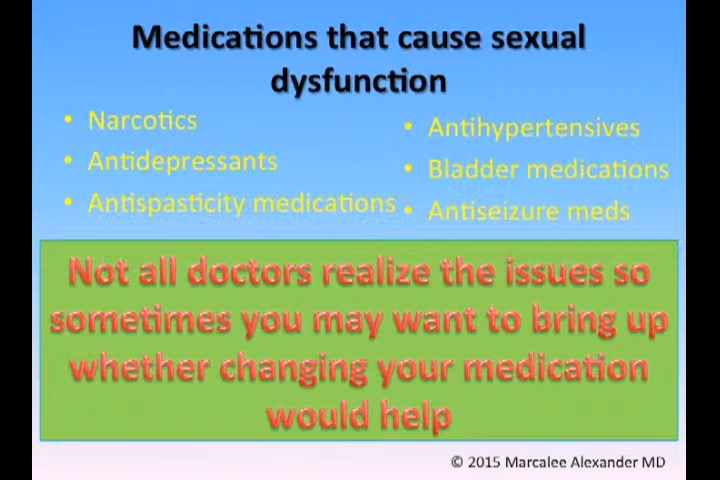 Medications that cause sexual
dysfunction
• Narcotics
• Antidepressants
• Antispasticity medications
• Antihypertensives
• Bladder medications
• Antiseizure meds
Not all doctors realize the issues so
sometimes you may want to bring up
whether changing your medication
would help
© 2015 Marcalee Alexander MD